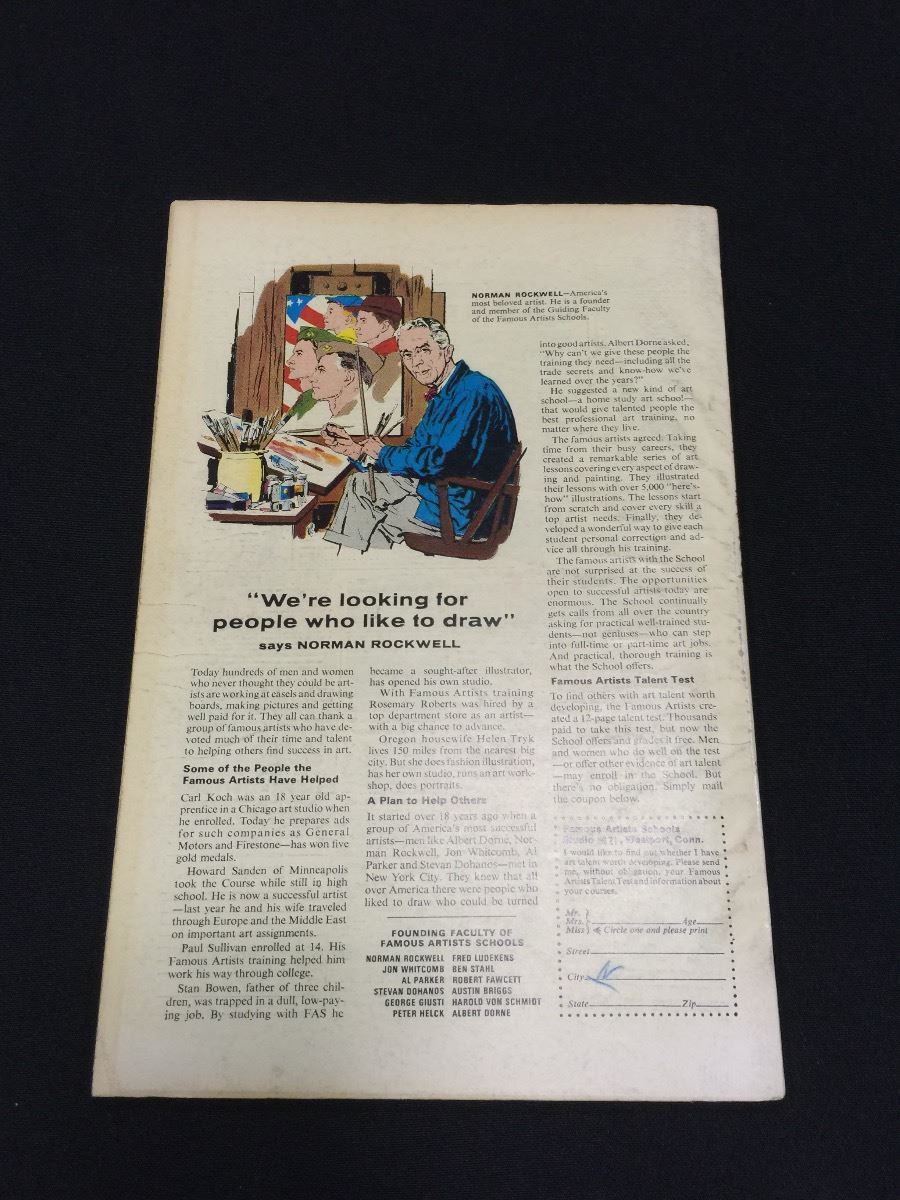 NORMAN ROCKWELL—America's
most beloved artist. He is a founder
and member of the Guiding Faculty
of the Famous Artists Schools.
"We're looking for
people who like to draw"
says NORMAN ROCKWELL
Today hundreds of men and women
who never thought they could be art-
ists are working at easels and drawing
boards, making pictures and getting
well paid for it. They all can thank a
group of famous artists who have de-
voted much of their time and talent
to helping others find success in art.
Some of the People the
Famous Artists Have Helped
Carl Koch was an 18 year old ap-
prentice in a Chicago art studio when
he enrolled. Today he prepares ads
for such companies as General
Motors and Firestone—has won five
gold medals.
Howard Sanden of Minneapolis
took the Course while still in high
school. He is now a successful artist
—last year he and his wife traveled
through Europe and the Middle East
on important art assignments.
Paul Sullivan enrolled at 14. His
Famous Artists training helped him
work his way through college.
Stan Bowen, father of three chil-
dren, was trapped in a dull, low-pay-
ing job. By studying with FAS he
became a sought-after illustrator,
has opened his own studio.
With Famous Artists training
Rosemary Roberts was hired by a
top department store as an artist—
with a big chance to advance.
Oregon housewife Helen Tryk
lives 150 miles from the nearest big
city. But she does fashion illustration,
has her own studio, runs an art work-
shop, does portraits.
A Plan to Help Others
It started over 18 years ago when a
group of America's most successful
artists—men like Albert Dorne, Nor-
man Rockwell, Jon Whitcomb, Al
Parker and Stevan Dohanos—met in
New York City. They knew that all
over America there were people who
liked to draw who could be turned
FOUNDING FACULTY OF
FAMOUS ARTISTS SCHOOLS
NORMAN ROCKWELL FRED LUDEKENS
JON WHITCOMB BEN STAHL
AL PARKER ROBERT FAWCETT
STEVAN DOHANOS AUSTIN BRIGGS
GEORGE GIUSTI HAROLD VON SCHMIDT
PETER HELCK ALBERT DORNE
into good artists. Albert Dorne asked,
"Why can't we give these people the
training they need—including all the
trade secrets and know-how we've
learned over the years?"
He suggested a new kind of art
school—a home study art school—
that would give talented people the
best professional art training, no
matter where they live.
The famous artists agreed. Taking
time from their busy careers, they
created a remarkable series of art
lessons covering every aspect of draw-
ing and painting. They illustrated
their lessons with over 5,000 "here's-
how" illustrations. The lessons start
from scratch and cover every skill a
top artist needs. Finally, they de-
veloped a wonderful way to give each
student personal correction and ad-
vice all through his training.
The famous artists with the School
are not surprised at the success of
their students. The opportunities
open to successful artists today are
enormous. The School continually
gets calls from all over the country
asking for practical well-trained stu-
dents—not geniuses—who can step
into full-time or part-time art jobs.
And practical, thorough training is
what the School offers.
Famous Artists Talent Test
To find others with art talent worth
developing, the Famous Artists cre-
ated a 12-page talent test. Thousands
paid to take this test, but now the
School offers and grades it free. Men
and women who do well on the test
—or offer other evidence of art talent
—may enroll in the School. But
there's no obligation. Simply mail
the coupon below.
Famous Artists Schools
Studio Westport, Conn.
I would like to find out whether I have
art talent worth developing. Please send
me, without obligation, your Famous
Artists Talent Test and information about
your courses.
Mr.
Mrs. Age
Miss Circle one and please print
Street
City N
State Zip